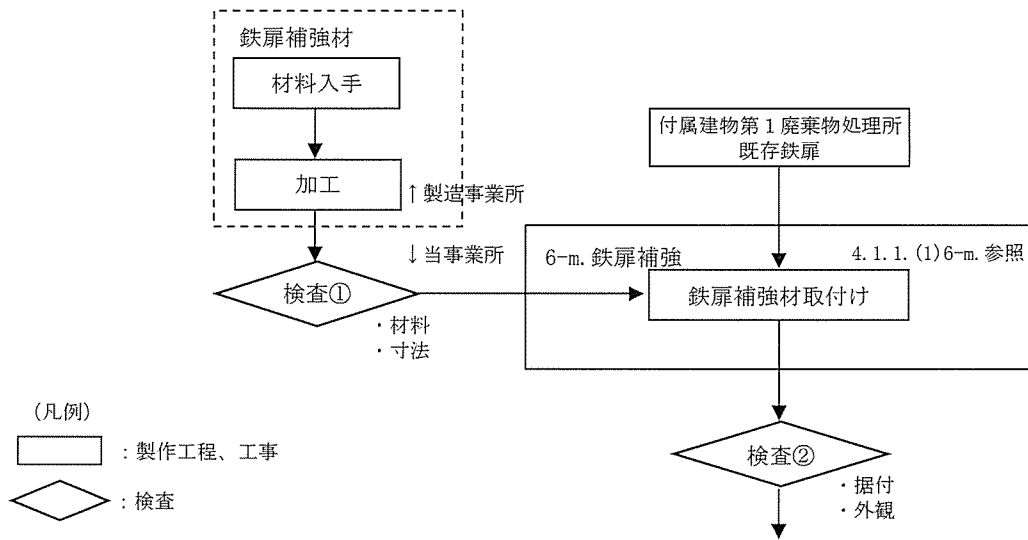 鉄扉補強材
材料入手
加工
↑製造事業所
↓当事業所
検査①
・材料
・寸法
付属建物第1廃棄物処理所
既存鉄扉
6-m.鉄扉補強
4.1.1.(1)6-m.参照
鉄扉補強材取付け
検査②
・据付
・外観
(凡例)
：製作工程、工事
：検査